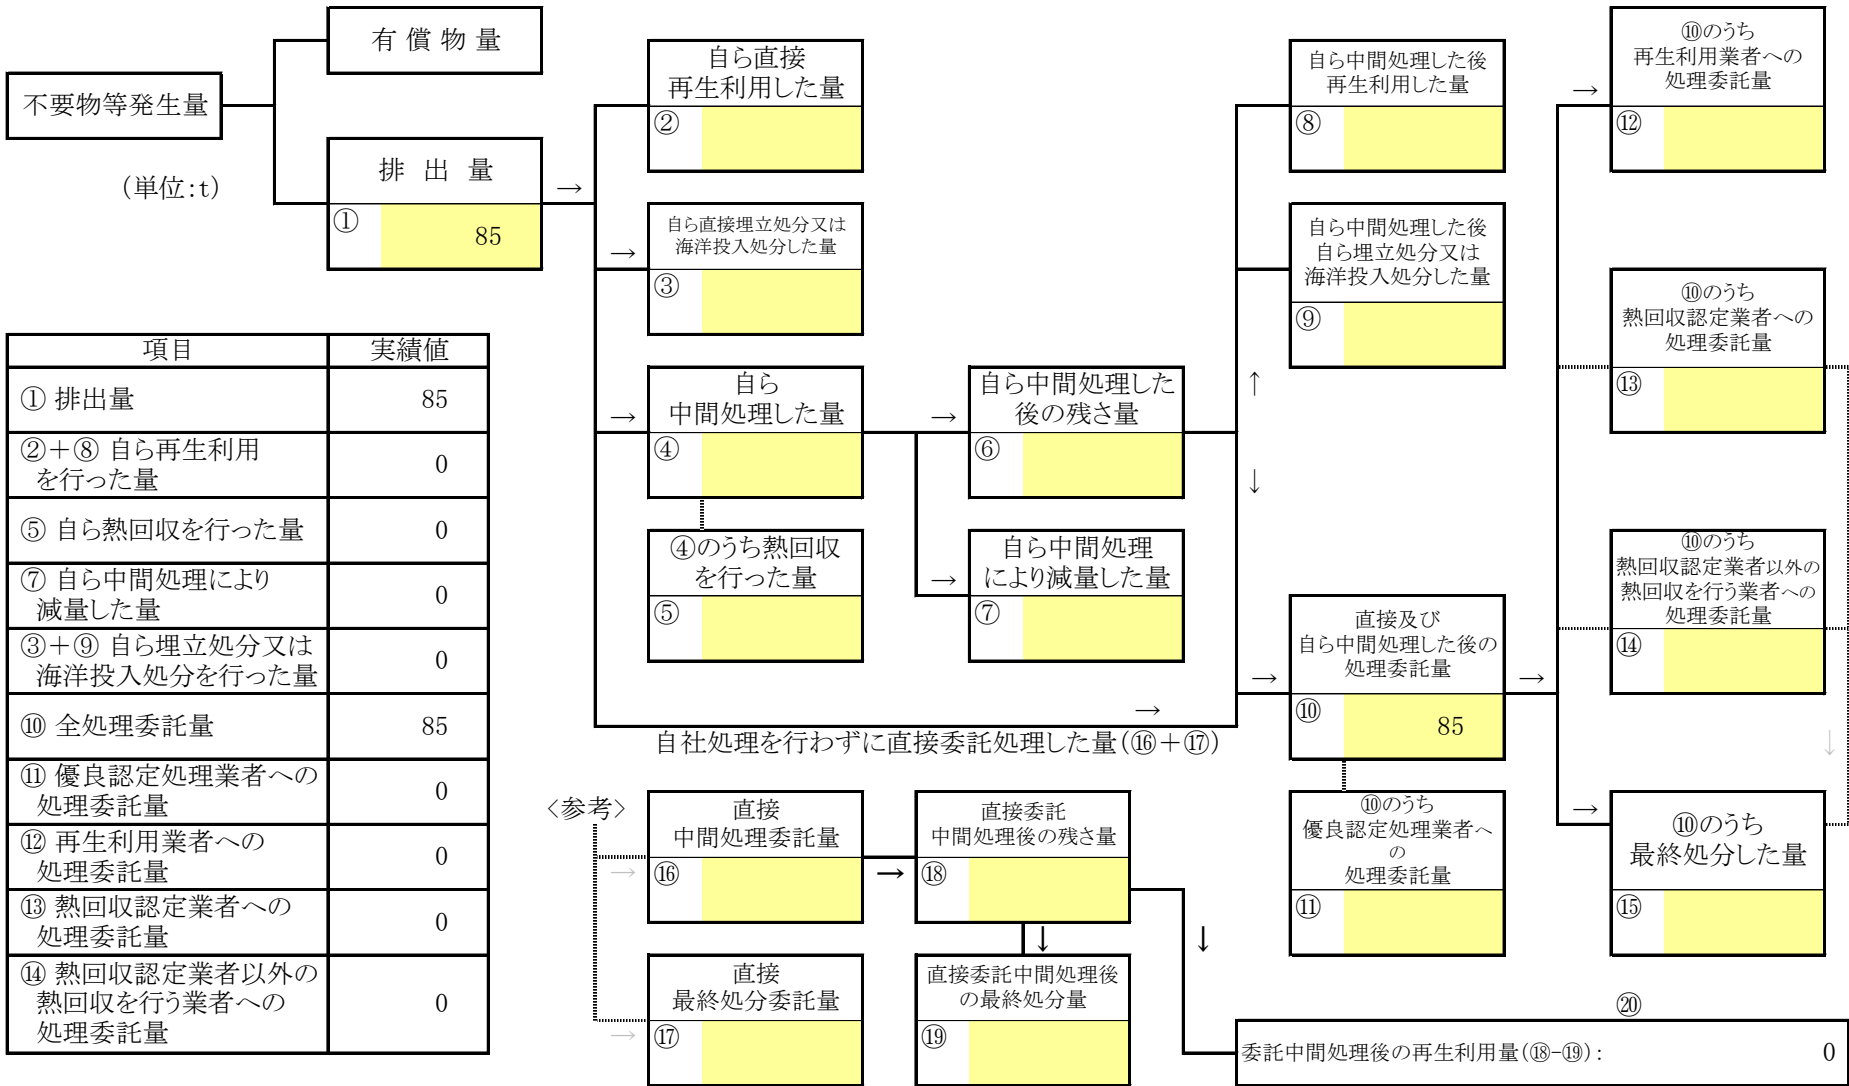 不要物等発生量
有 償 物 量
(単位:t)
排 出 量
①
85
→
自ら直接
再生利用した量
②
→
自ら直接埋立処分又は
海洋投入処分した量
③
→
自ら
中間処理した量
④
④のうち熱回収
を行った量
⑤
→
自ら中間処理した
後の残さ量
⑥
→
自ら中間処理
により減量した量
⑦
↑
↓
自ら中間処理した後
再生利用した量
⑧
自ら中間処理した後
自ら埋立処分又は
海洋投入処分した量
⑨
→
自社処理を行わずに直接委託処理した量(⑯+⑰)
→
直接及び
自ら中間処理した後の
処理委託量
⑩
85
⑩のうち
優良認定処理業者へ
の
処理委託量
⑪
→
→
⑩のうち
再生利用業者への
処理委託量
⑫
⑩のうち
熱回収認定業者への
処理委託量
⑬
⑩のうち
熱回収認定業者以外の
熱回収を行う業者への
処理委託量
⑭
↓
→
⑩のうち
最終処分した量
⑮
項目 実績値
① 排出量 85
②+⑧ 自ら再生利用
を行った量 0
⑤ 自ら熱回収を行った量 0
⑦ 自ら中間処理により
減量した量 0
③+⑨ 自ら埋立処分又は
海洋投入処分を行った量 0
⑩ 全処理委託量 85
⑪ 優良認定処理業者への
処理委託量 0
⑫ 再生利用業者への
処理委託量 0
⑬ 熱回収認定業者への
処理委託量 0
⑭ 熱回収認定業者以外の
熱回収を行う業者への
処理委託量 0
〈参考〉
→
直接
中間処理委託量
⑯
→
直接委託
中間処理後の残さ量
⑱
↓
↓
→
直接
最終処分委託量
⑰
直接委託中間処理後
の最終処分量
⑲
⑳
委託中間処理後の再生利用量(⑱-⑲): 0